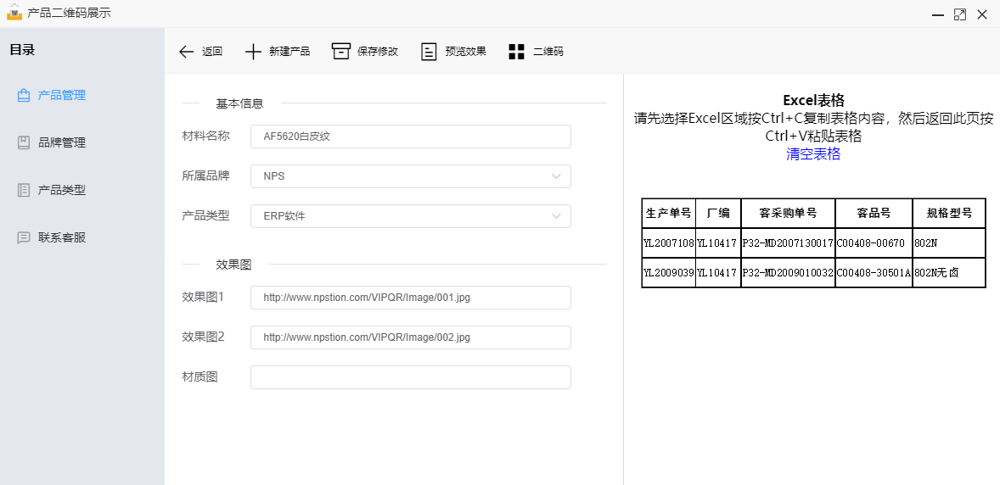 产品二维码展示
目录
产品管理
品牌管理
产品类型
联系客服
返回 新建产品 保存修改 预览效果 二维码
基本信息
材料名称 AF5620白皮纹
所属品牌 NPS
产品类型 ERP软件
效果图
效果图1 http://www.npstion.com/VIPQR/Image/001.jpg
效果图2 http://www.npstion.com/VIPQR/Image/002.jpg
材质图
Excel表格
请先选择Excel区域按Ctrl+C复制表格内容，然后返回此页按
Ctrl+V粘贴表格
清空表格
生产单号 厂编 客采购单号 客品号 规格型号
YL2007108 YL10417 P32-MD2007130017 C00408-00670 802N
YL2009039 YL10417 P32-MD2009010032 C00408-30501A 802N无卤